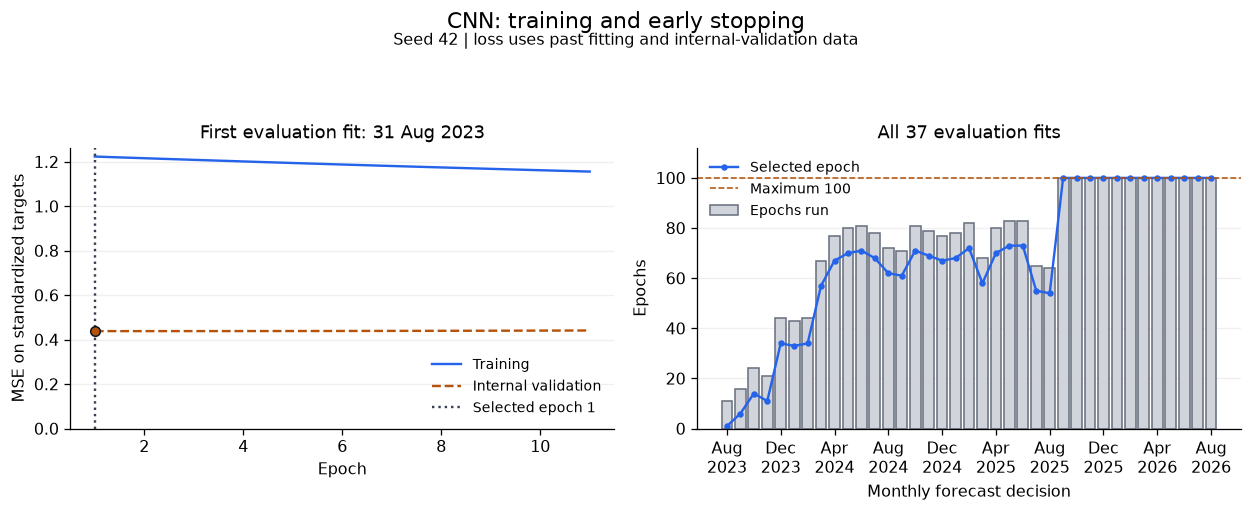 CNN: training and early stopping
Seed 42 | loss uses past fitting and internal-validation data
First evaluation fit: 31 Aug 2023
MSE on standardized targets
1.2
1.0
0.8
0.6
0.4
0.2
0.0
Training
Internal validation
Selected epoch 1
2 4 6 8 10
Epoch
All 37 evaluation fits
Epochs
100
80
60
40
20
0
Selected epoch
Maximum 100
Epochs run
Aug Dec Apr Aug Dec Apr Aug Dec Apr Aug
2023 2023 2024 2024 2024 2025 2025 2025 2026 2026
Monthly forecast decision